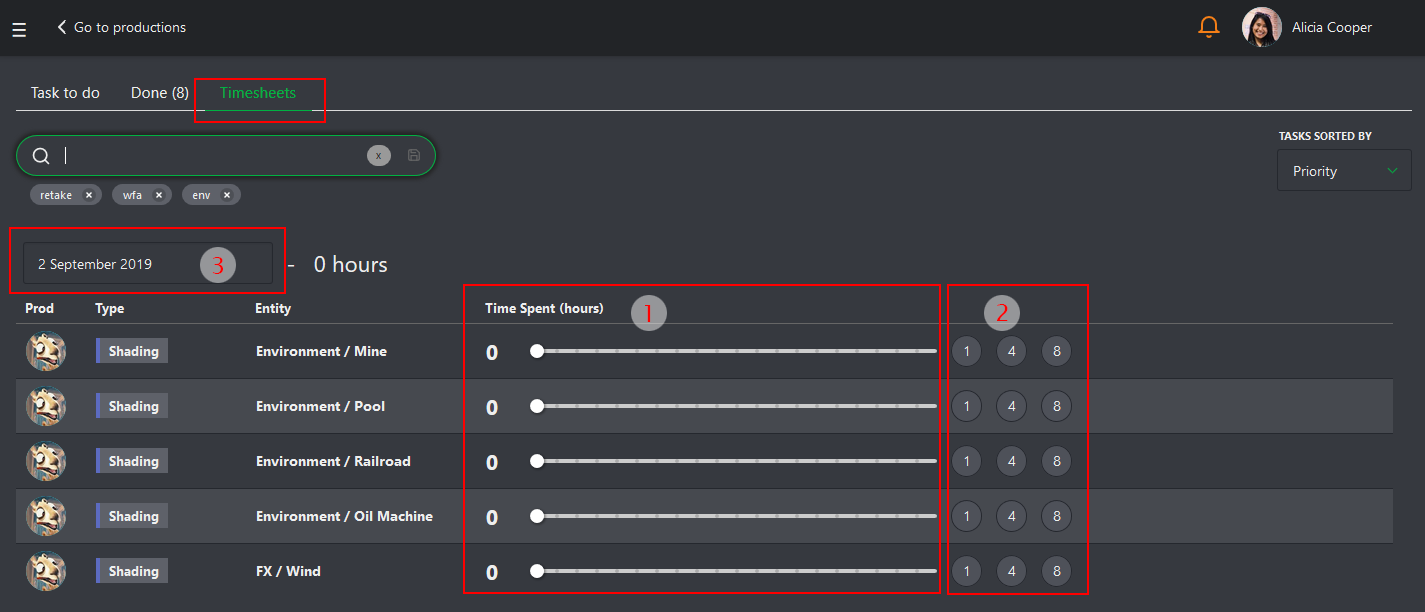 Go to productions
Alicia Cooper
Task to do Done (8) Timesheets
TASKS SORTED BY
x
Priority
retake x wfa x env x
2 September 2019 3 - 0 hours
Prod Type Entity Time Spent (hours) 1 2
Shading Environment / Mine 0 1 4 8
Shading Environment / Pool 0 1 4 8
Shading Environment / Railroad 0 1 4 8
Shading Environment / Oil Machine 0 1 4 8
Shading FX / Wind 0 1 4 8